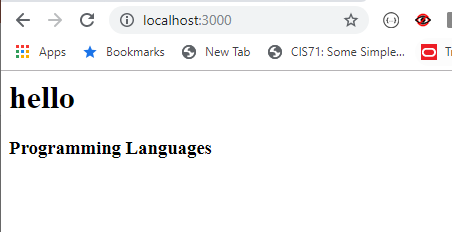 localhost:3000
Apps Bookmarks New Tab CIS71: Some Simple...
hello
Programming Languages